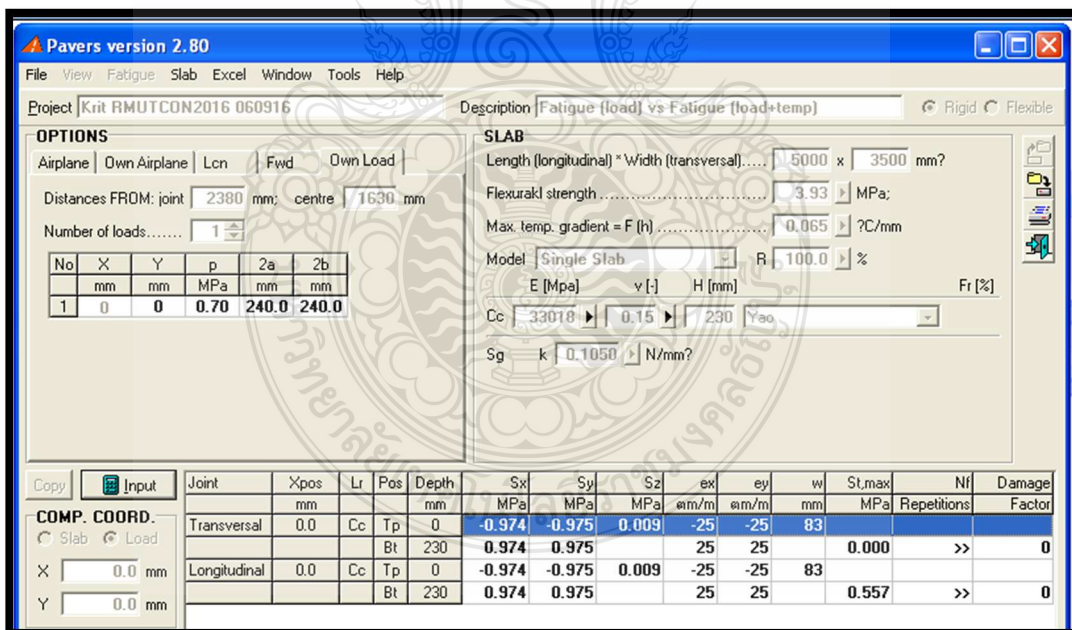 Pavers version 2.80
File View Fatigue Slab Excel Window Tools Help
Project Krit RMUTCON2016 060916 Description Fatigue (load) vs Fatigue (load+temp) Rigid Flexible
OPTIONS
Airplane Own Airplane Lcn Fwd Own Load
Distances FROM: joint 2380 mm; centre 1630 mm
Number of loads....... 1
No X Y p 2a 2b
mm mm MPa mm mm
1 0 0 0.70 240.0 240.0
SLAB
Length (longitudinal) * Width (transversal)..... 5000 x 3500 mm?
Flexurakl strength ................................... 3.93 MPa;
Max. temp. gradient = F (h) ...................... 0.065 ?C/mm
Model Single Slab R 100.0 %
E [Mpa] v [-] H [mm] Fr [%]
Cc 33018 0.15 230 Yao
Sg k 0.1050 N/mm?
Copy Input
COMP. COORD.
Slab Load
X 0.0 mm
Y 0.0 mm
Joint Xpos Lr Pos Depth Sx Sy Sz ex ey w St,max Nf Damage
mm mm MPa MPa MPa ฒm/m ฒm/m mm MPa Repetitions Factor
Transversal 0.0 Cc Tp 0 -0.974 -0.975 0.009 -25 -25 83
Bt 230 0.974 0.975 25 25 0.000 >> 0
Longitudinal 0.0 Cc Tp 0 -0.974 -0.975 0.009 -25 -25 83
Bt 230 0.974 0.975 25 25 0.557 >> 0